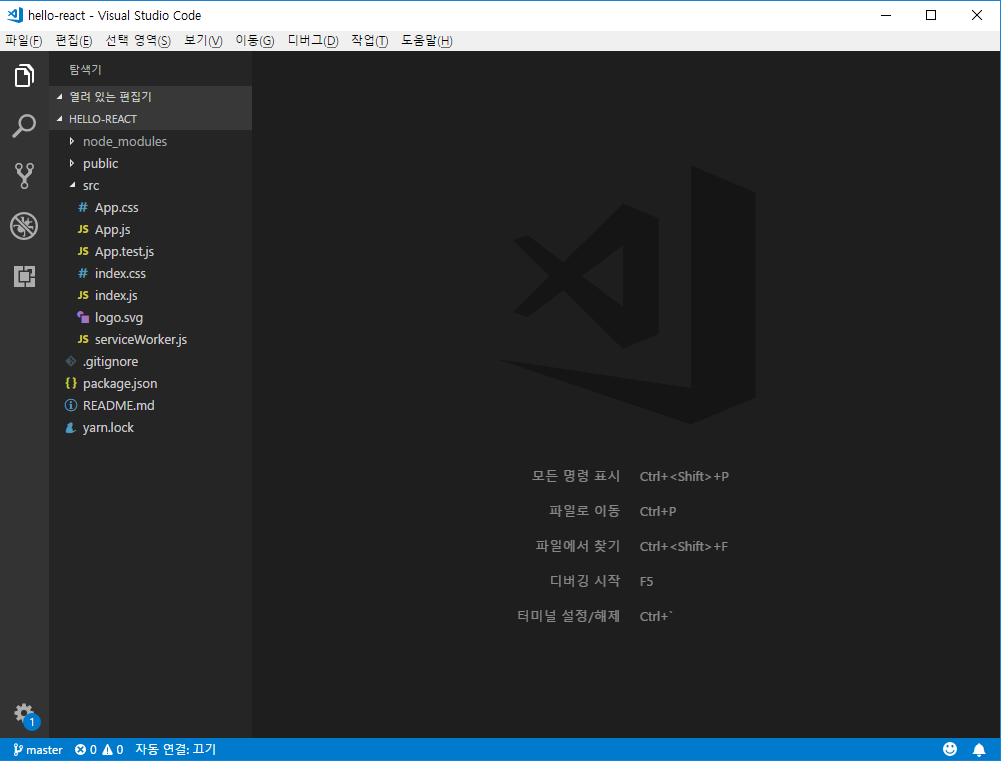 hello-react - Visual Studio Code
파일(F) 편집(E) 선택 영역(S) 보기(V) 이동(G) 디버그(D) 작업(T) 도움말(H)
탐색기
열려 있는 편집기
HELLO-REACT
node_modules
public
src
# App.css
JS App.js
JS App.test.js
# index.css
JS index.js
logo.svg
JS serviceWorker.js
.gitignore
{} package.json
README.md
yarn.lock
모든 명령 표시 Ctrl+<Shift>+P
파일로 이동 Ctrl+P
파일에서 찾기 Ctrl+<Shift>+F
디버깅 시작 F5
터미널 설정/해제 Ctrl+`
1
master 0 0 자동 연결: 끄기